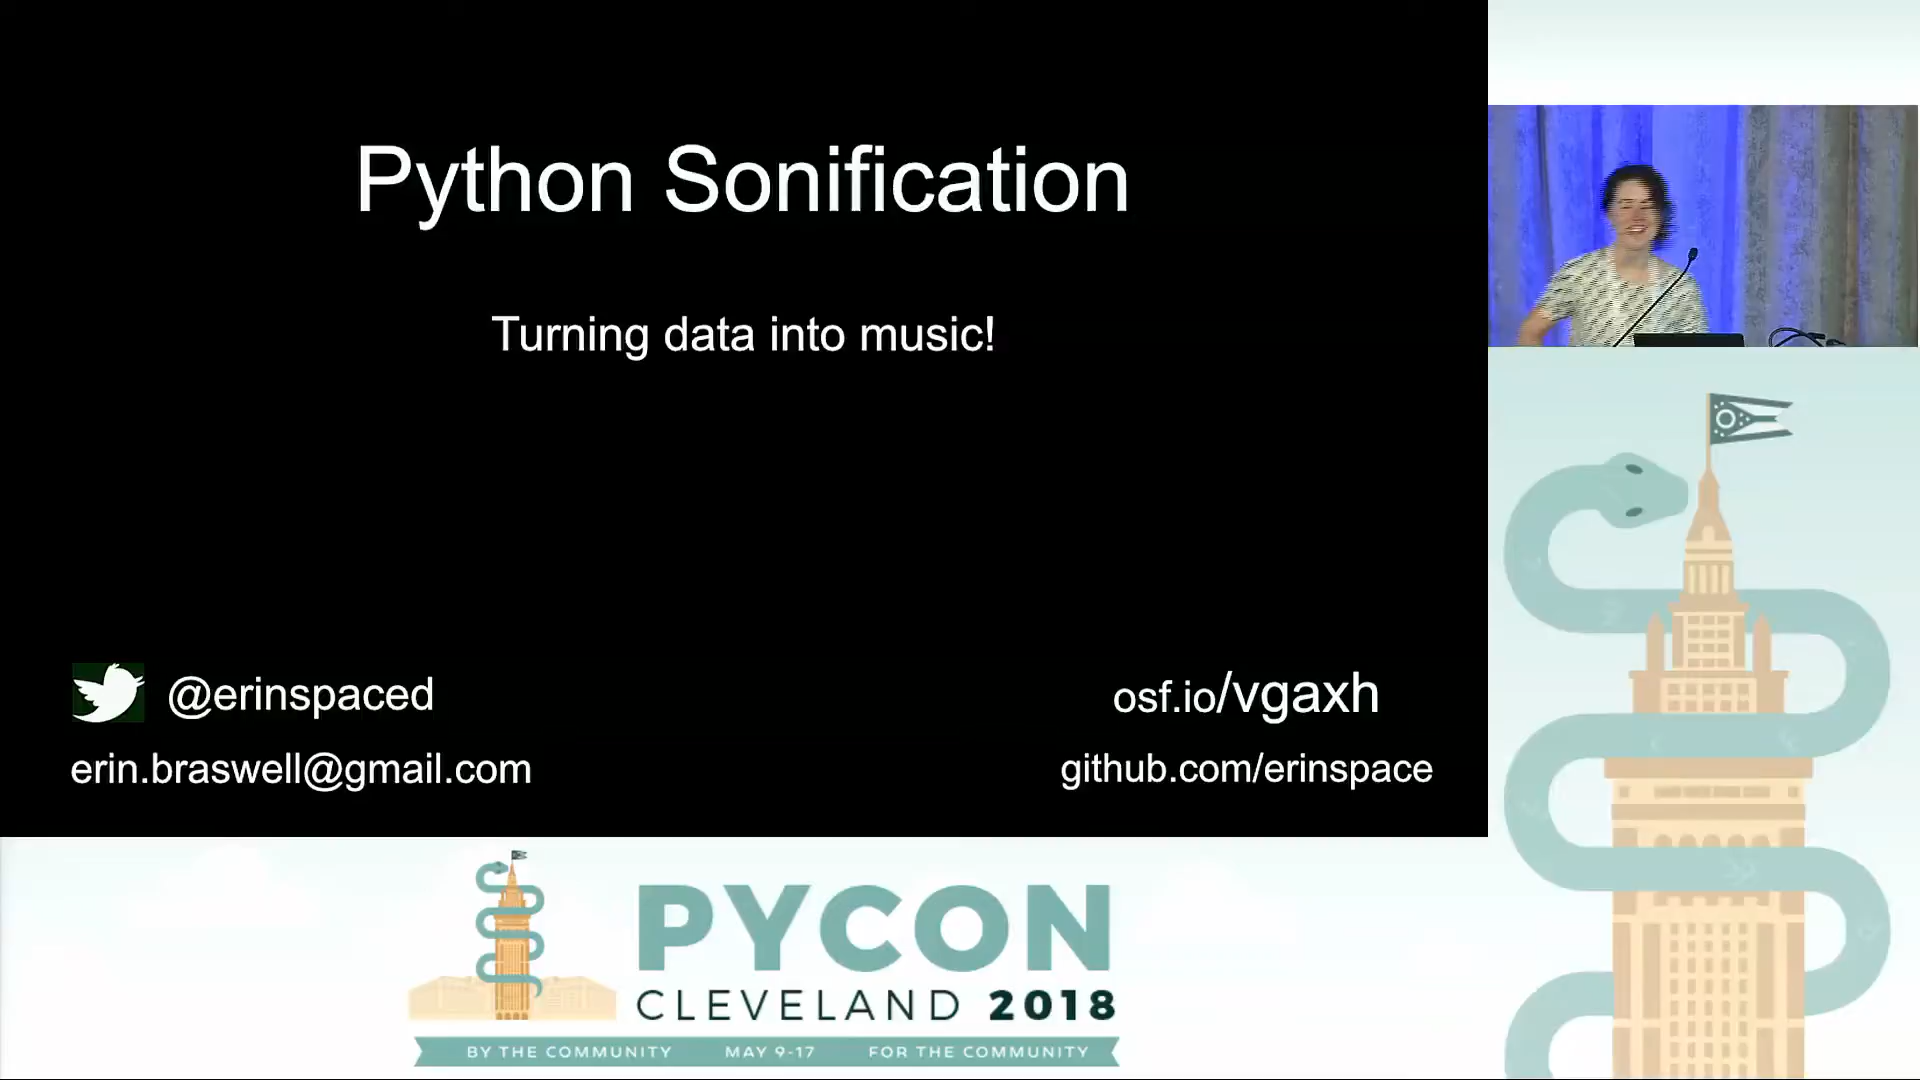 Python Sonification
Turning data into music!
@erinspaced
osf.io/vgaxh
erin.braswell@gmail.com
github.com/erinspace
PYCON
CLEVELAND 2018
BY THE COMMUNITY MAY 9-17 FOR THE COMMUNITY